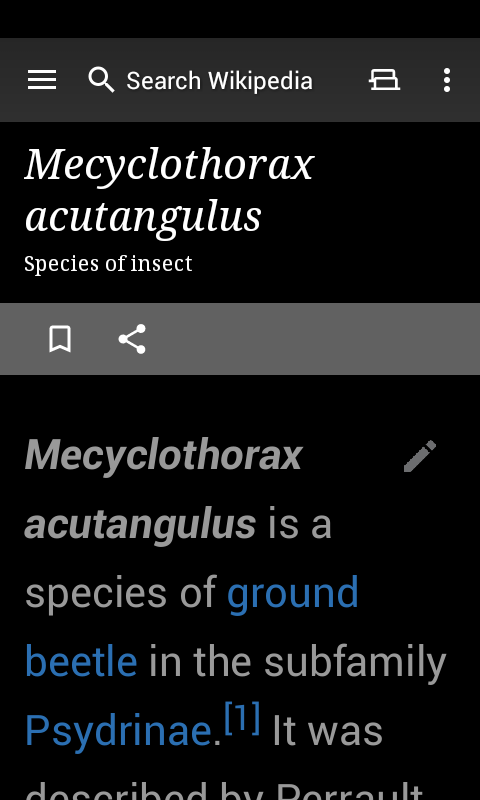 Search Wikipedia
Mecyclothorax
acutangulus
Species of insect
Mecyclothorax
acutangulus is a
species of ground
beetle in the subfamily
Psydrinae.[1] It was
described by Perrault